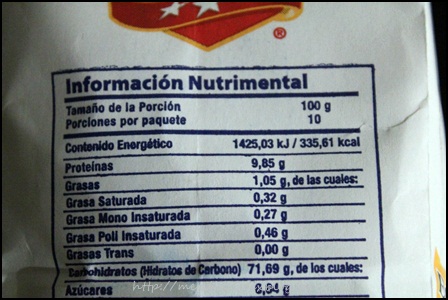 ®
Información Nutrimental
Tamaño de la Porción 100 g
Porciones por paquete 10
Contenido Energético 1425,03 kJ / 335,61 kcal
Proteínas 9,85 g
Grasas 1,05 g, de las cuales:
Grasa Saturada 0,32 g
Grasa Mono Insaturada 0,27 g
Grasa Poli Insaturada 0,46 g
Grasas Trans 0,00 g
Carbohidratos (Hidratos de Carbono) 71,69 g, de los cuales:
Azúcares g
http://me